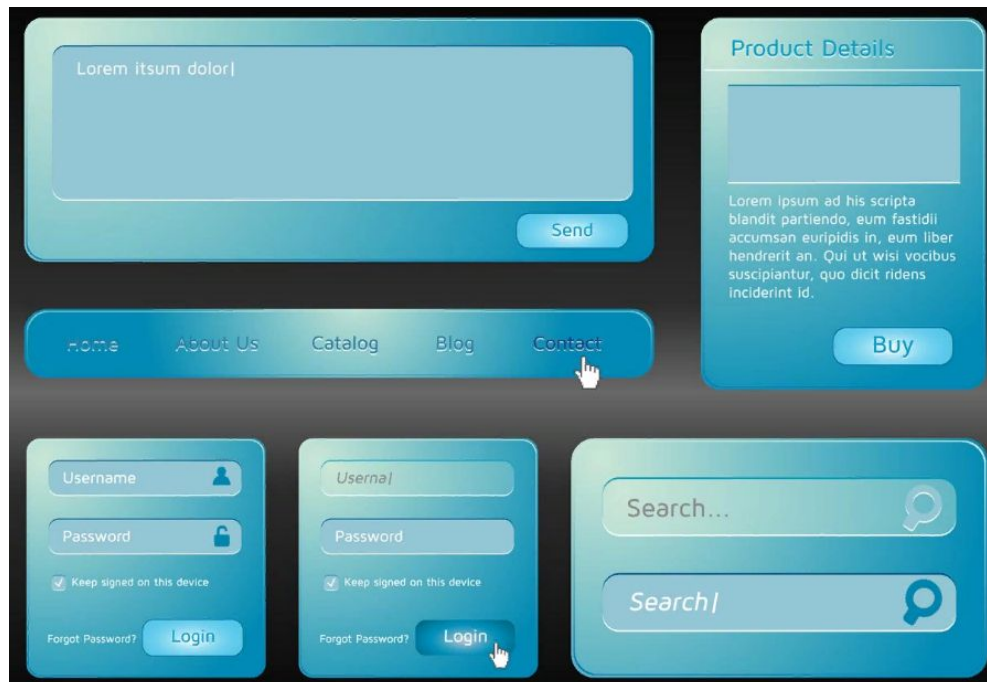 Lorem itsum dolor|
Send
Product Details
Lorem ipsum ad his scripta
blandit partiendo, eum fastidii
accumsan euripidis in, eum liber
hendrerit an. Qui ut wisi vocibus
suscipiantur, quo dicit ridens
inciderint id.
Buy
Home About Us Catalog Blog Contact
Username
Password
Keep signed on this device
Forgot Password? Login
Userna|
Password
Keep signed on this device
Forgot Password? Login
Search...
Search|